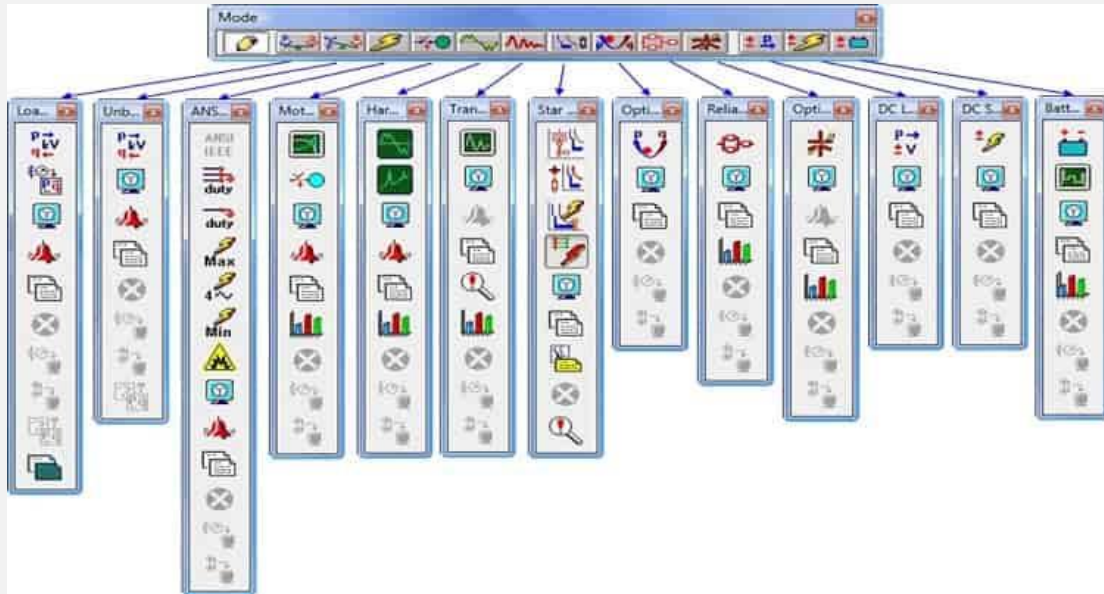 Mode
Loa...
Unb...
ANS...
Mot...
Har...
Tran...
Star ...
Opti...
Relia...
Opti...
DC L...
DC S...
Batt...
P
kV
q
P
kV
q
ANSI
IEEE
duty
duty
Max
4
Min
P
q
P
V